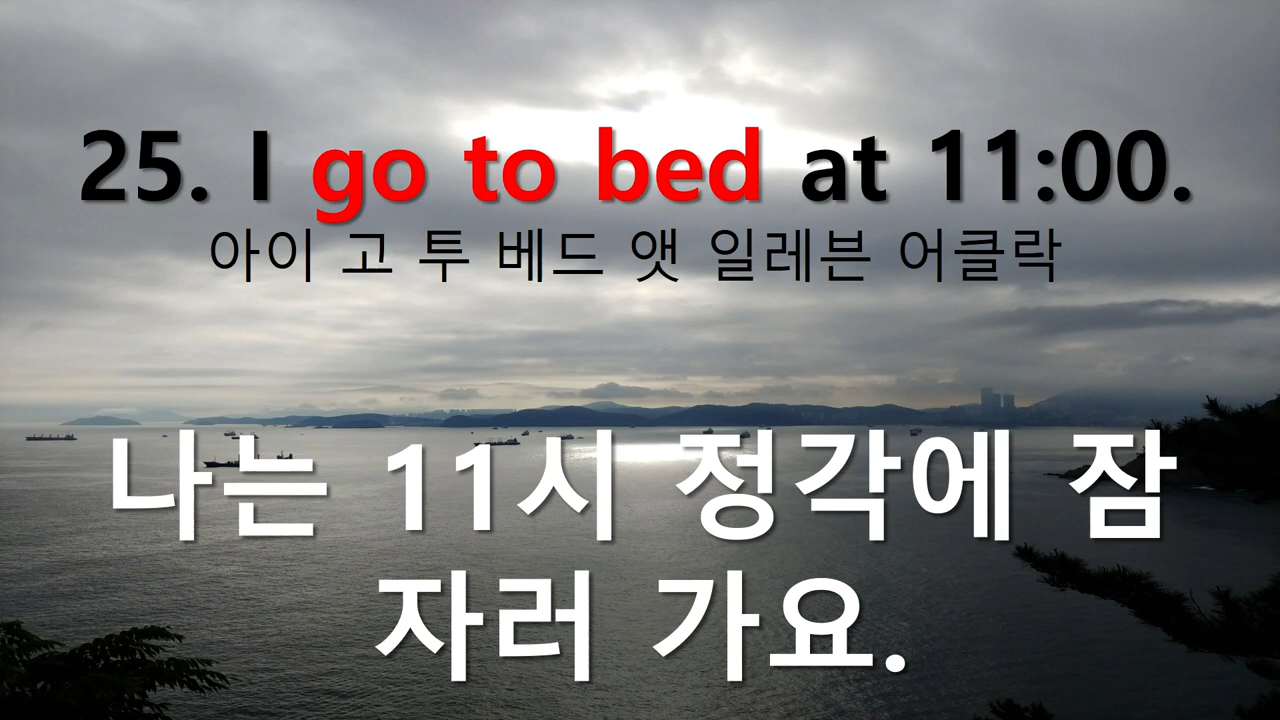 25. I go to bed at 11:00.
아이 고 투 베드 앳 일레븐 어클락
나는 11시 정각에 잠
자러 가요.